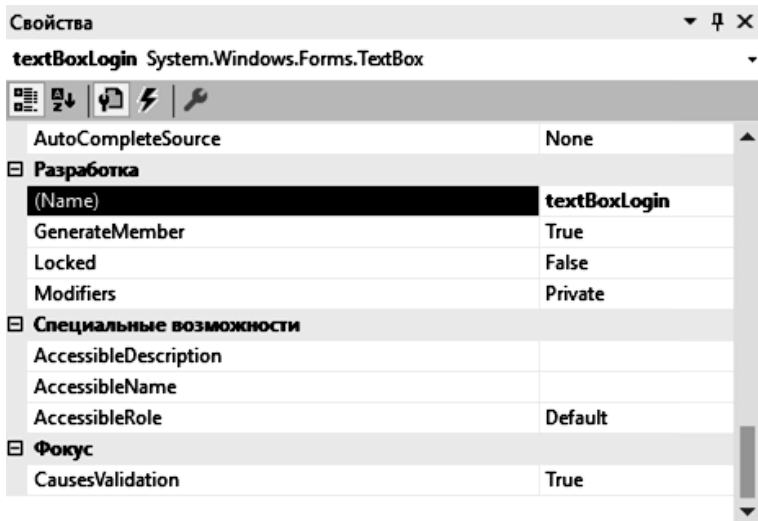 Свойства
textBoxLogin System.Windows.Forms.TextBox
AutoCompleteSource None
Разработка
(Name) textBoxLogin
GenerateMember True
Locked False
Modifiers Private
Специальные возможности
AccessibleDescription
AccessibleName
AccessibleRole Default
Фокус
CausesValidation True